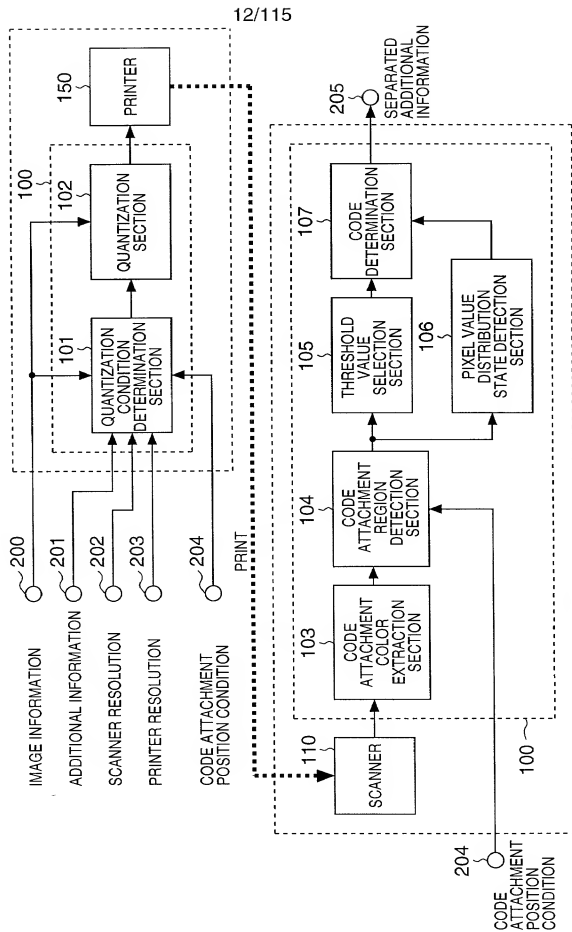 12/115
200
IMAGE INFORMATION
201
ADDITIONAL INFORMATION
202
SCANNER RESOLUTION
203
PRINTER RESOLUTION
204
CODE ATTACHMENT
POSITION CONDITION
100
101
QUANTIZATION
CONDITION
DETERMINATION
SECTION
102
QUANTIZATION
SECTION
150
PRINTER
PRINT
110
SCANNER
103
CODE
ATTACHMENT
COLOR
EXTRACTION
SECTION
104
CODE
ATTACHMENT
REGION
DETECTION
SECTION
105
THRESHOLD
VALUE
SELECTION
SECTION
106
PIXEL VALUE
DISTRIBUTION
STATE DETECTION
SECTION
107
CODE
DETERMINATION
SECTION
205
SEPARATED
ADDITIONAL
INFORMATION
100
204
CODE
ATTACHMENT
POSITION
CONDITION